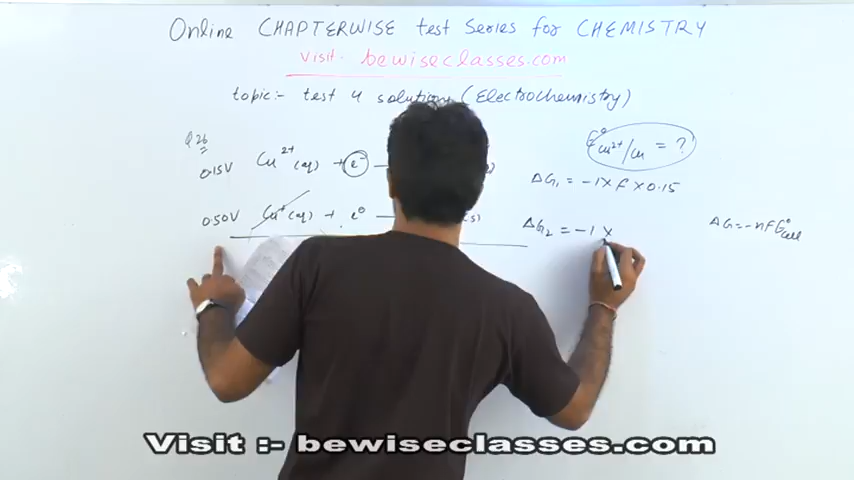 Online CHAPTERWISE test Series for CHEMISTRY
visit- bewiseclasses.com
topic:- test 4 solution (Electrochemistry)
Q26
E° Cu2+/Cu = ?
0.15V Cu2+ (aq) + e-
ΔG1 = -1 x F x 0.15
0.50V Cu+ (aq) + e (s)
ΔG2 = -1 x
ΔG = -nFE°cell
Visit :- bewiseclasses.com